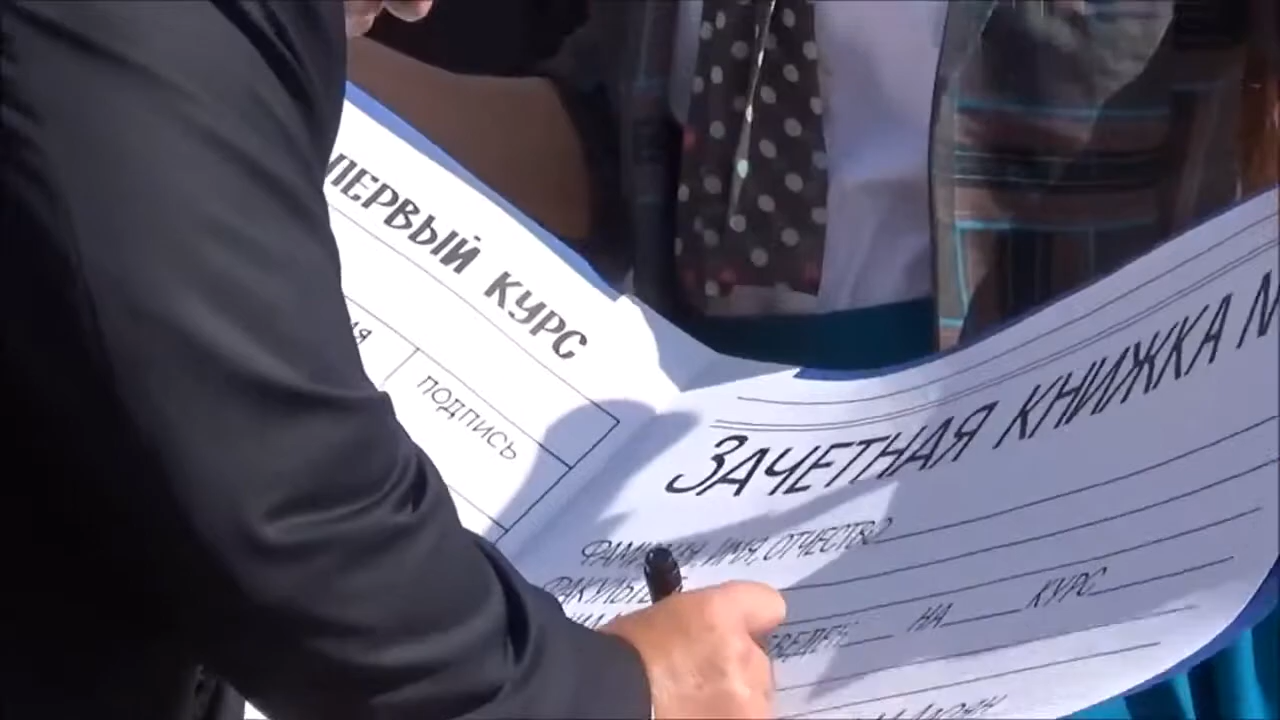 ПЕРВЫЙ КУРС
ПОДПИСЬ
ЗАЧЕТНАЯ КНИЖКА
ФАМИЛИЯ, ИМЯ, ОТЧЕСТВО
НА КУРС